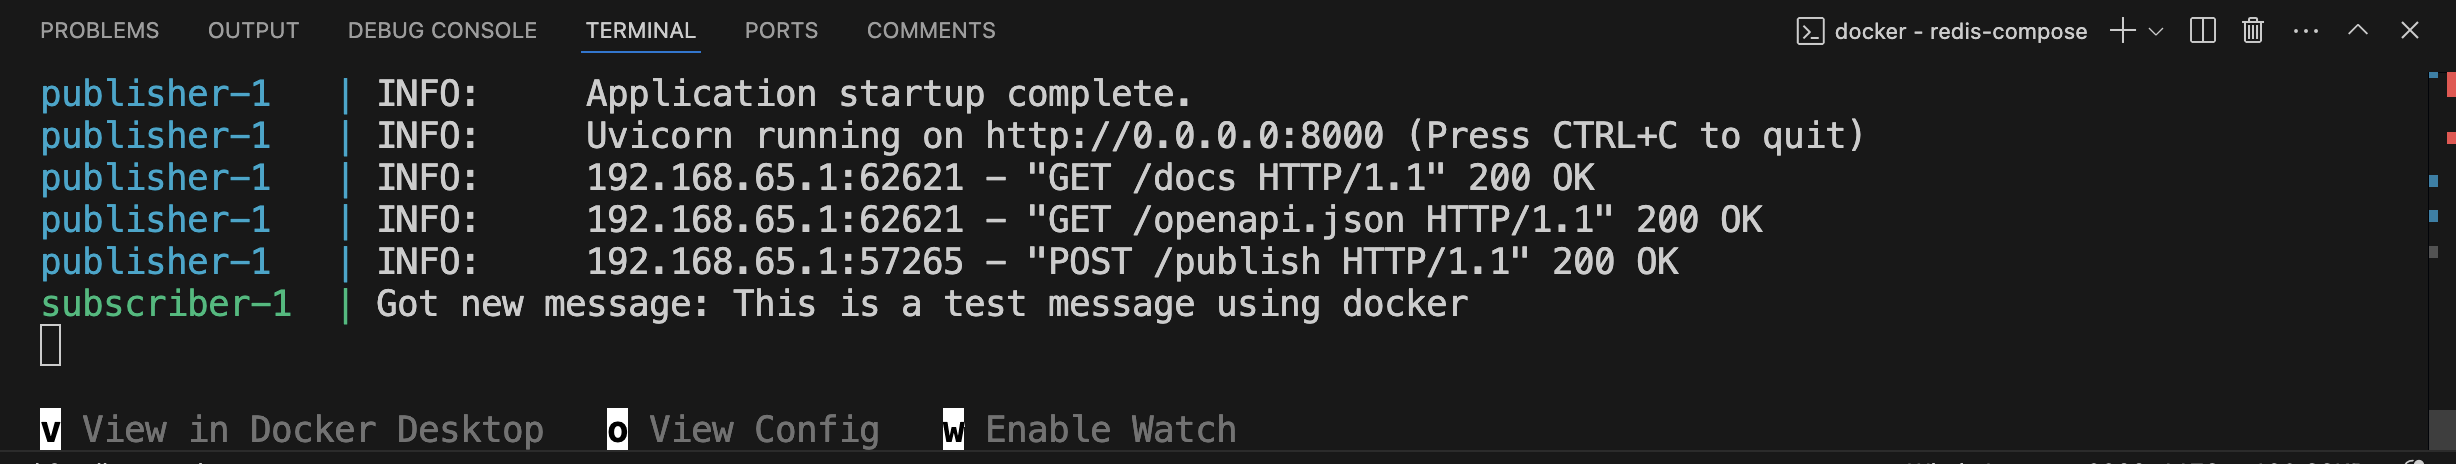 PROBLEMS OUTPUT DEBUG CONSOLE TERMINAL PORTS COMMENTS docker - redis-compose
publisher-1 | INFO: Application startup complete.
publisher-1 | INFO: Uvicorn running on http://0.0.0.0:8000 (Press CTRL+C to quit)
publisher-1 | INFO: 192.168.65.1:62621 - "GET /docs HTTP/1.1" 200 OK
publisher-1 | INFO: 192.168.65.1:62621 - "GET /openapi.json HTTP/1.1" 200 OK
publisher-1 | INFO: 192.168.65.1:57265 - "POST /publish HTTP/1.1" 200 OK
subscriber-1 | Got new message: This is a test message using docker
v View in Docker Desktop o View Config w Enable Watch